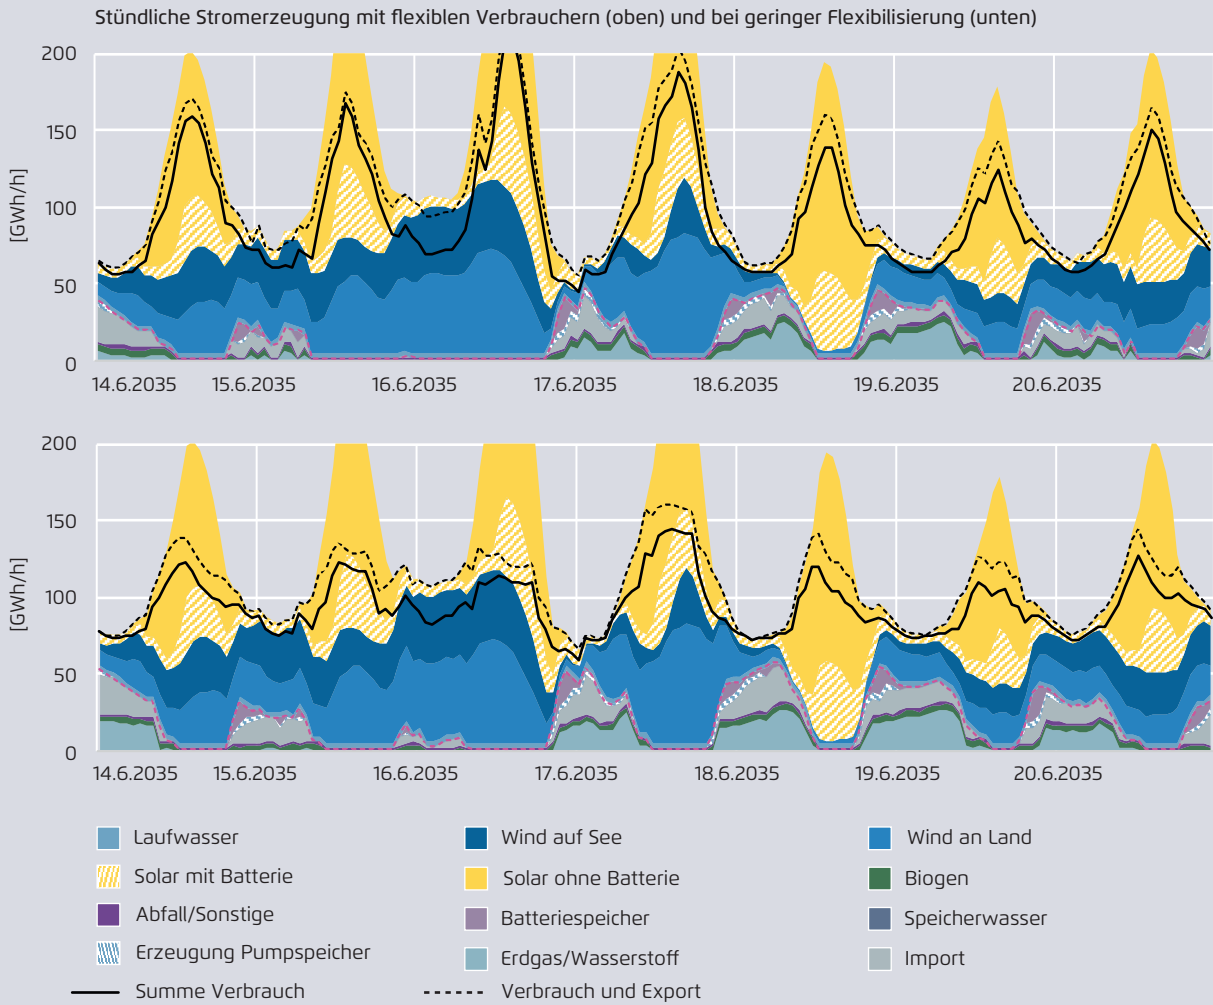 Stündliche Stromerzeugung mit flexiblen Verbrauchern (oben) und bei geringer Flexibilisierung (unten)
[GWh/h]
200
150
100
50
0
14.6.2035 15.6.2035 16.6.2035 17.6.2035 18.6.2035 19.6.2035 20.6.2035
[GWh/h]
200
150
100
50
0
14.6.2035 15.6.2035 16.6.2035 17.6.2035 18.6.2035 19.6.2035 20.6.2035
Laufwasser Wind auf See Wind an Land
Solar mit Batterie Solar ohne Batterie Biogen
Abfall/Sonstige Batteriespeicher Speicherwasser
Erzeugung Pumpspeicher Erdgas/Wasserstoff Import
Summe Verbrauch Verbrauch und Export